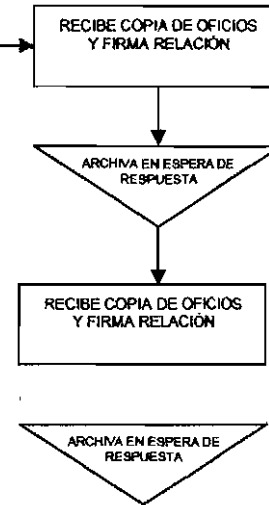 RECIBE COPIA DE OFICIOS
Y FIRMA RELACIÓN
ARCHIVA EN ESPERA DE
RESPUESTA
RECIBE COPIA DE OFICIOS
Y FIRMA RELACIÓN
ARCHIVA EN ESPERA DE
RESPUESTA